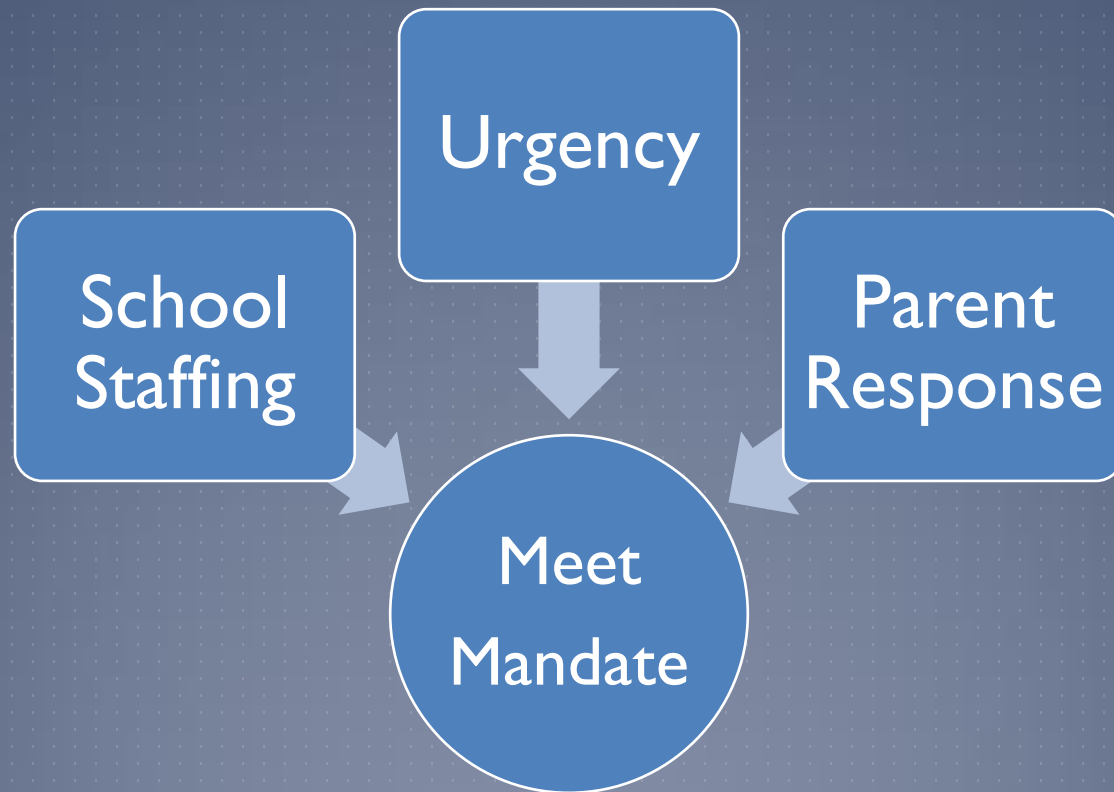 Urgency
School
Staffing
Parent
Response
Meet
Mandate